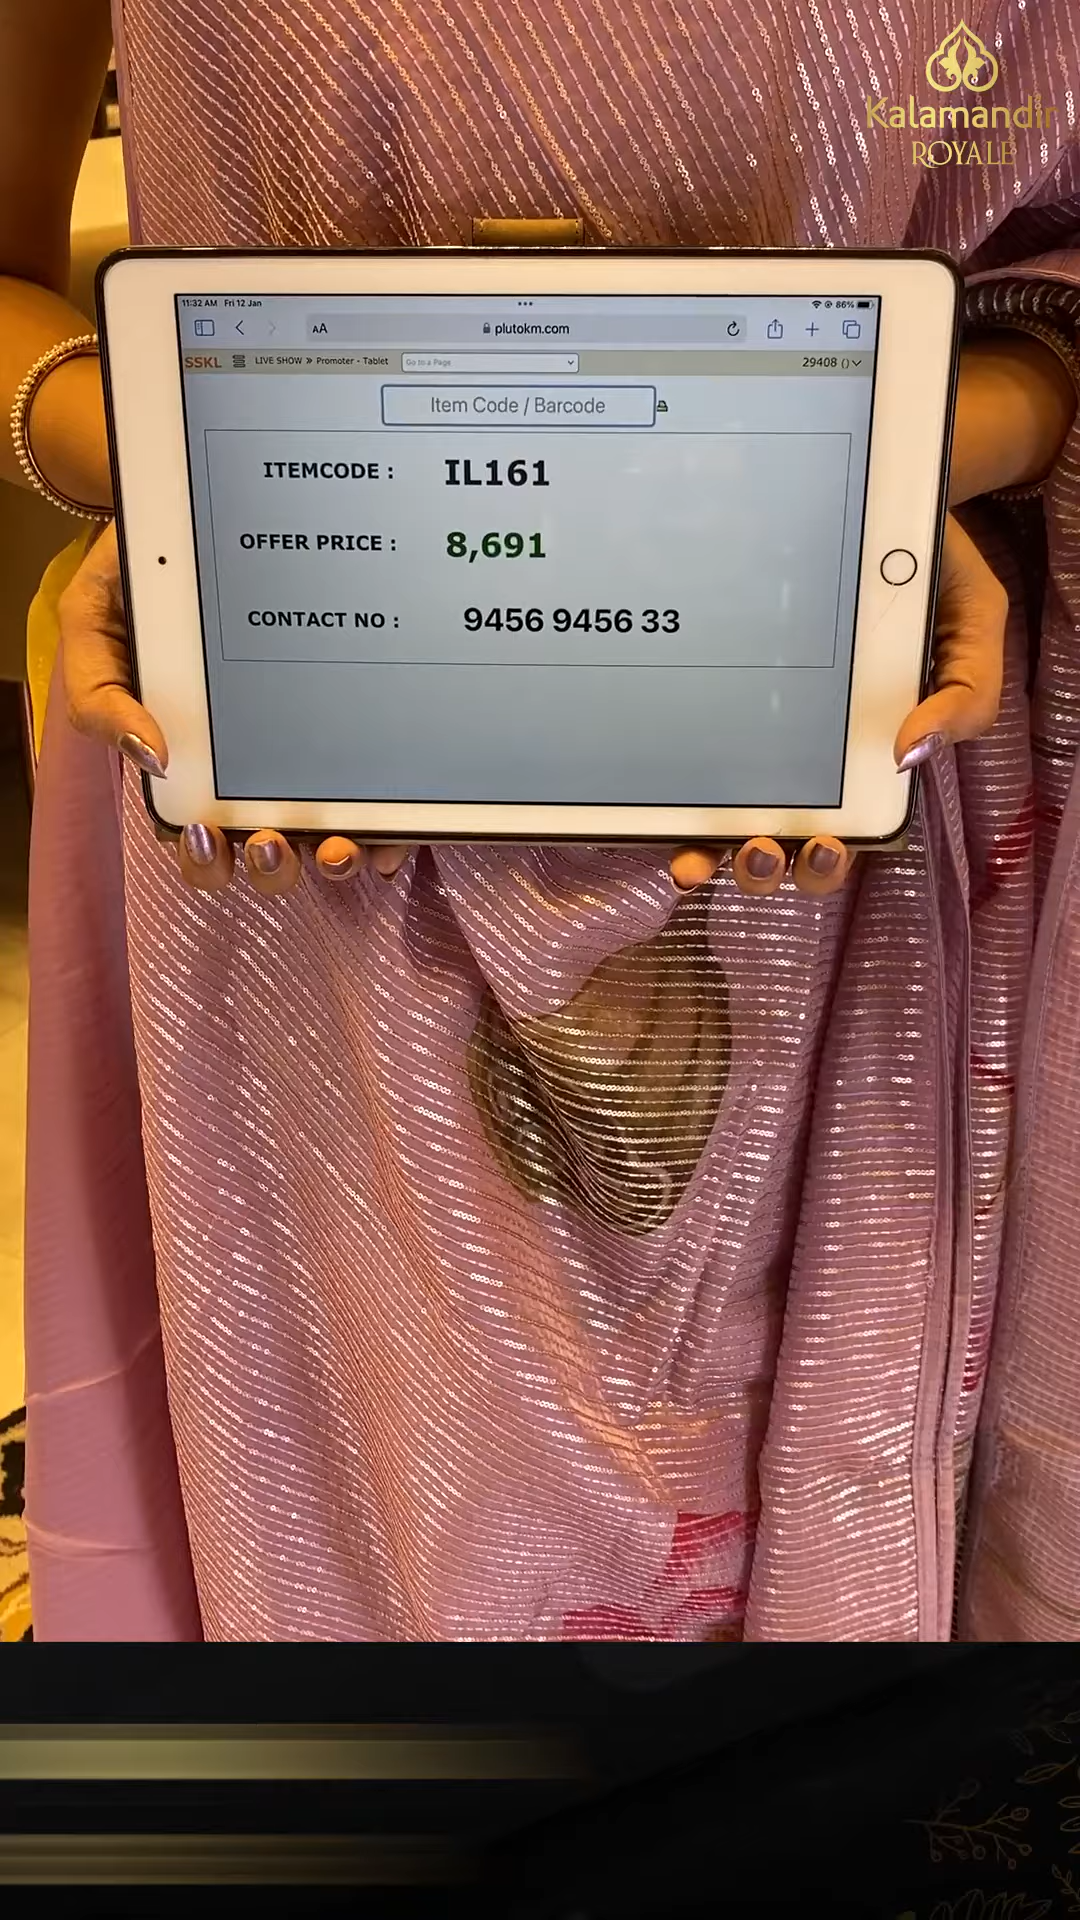 Kalamandir
ROYALE
11:32 AM Fri 12 Jan
86%
AA
plutokm.com
SSKL
LIVE SHOW » Promoter - Tablet
Go to a Page
29408 ()
Item Code / Barcode
ITEMCODE : IL161
OFFER PRICE : 8,691
CONTACT NO : 9456 9456 33